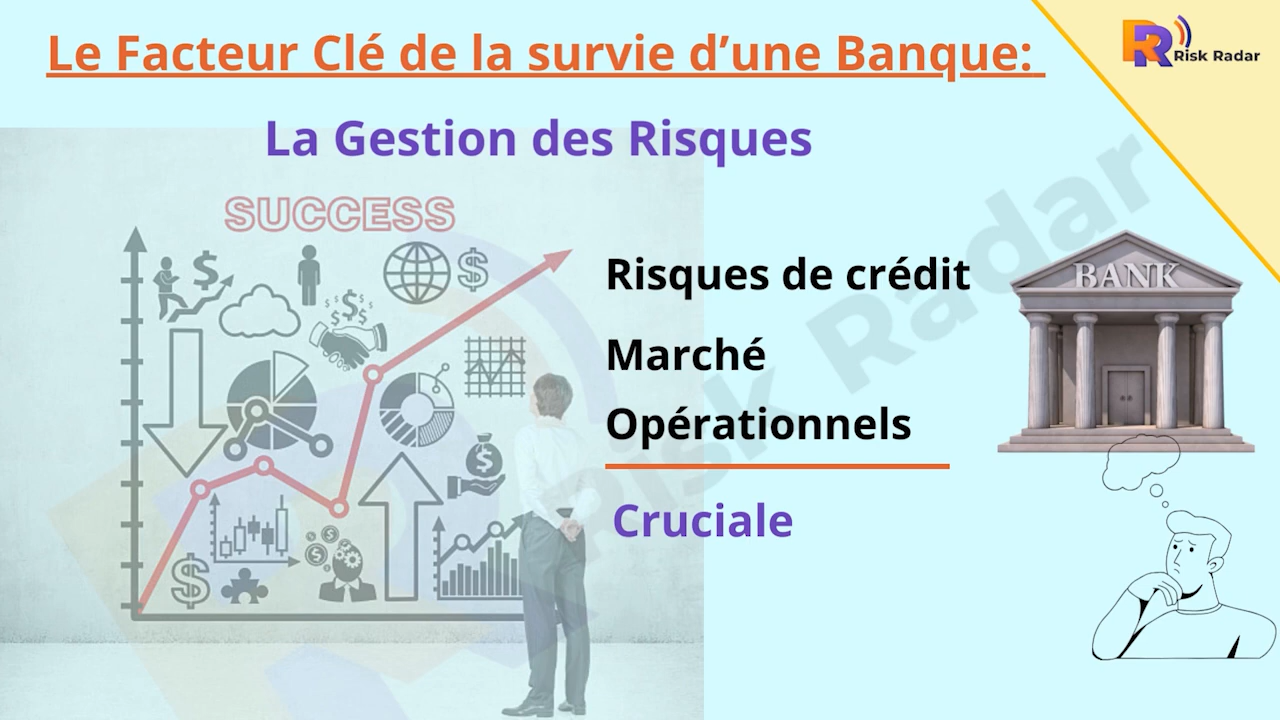 Le Facteur Clé de la survie d’une Banque:
Risk Radar
La Gestion des Risques
SUCCESS
Risques de crédit
BANK
Marché
Opérationnels
Cruciale
Risk Radar